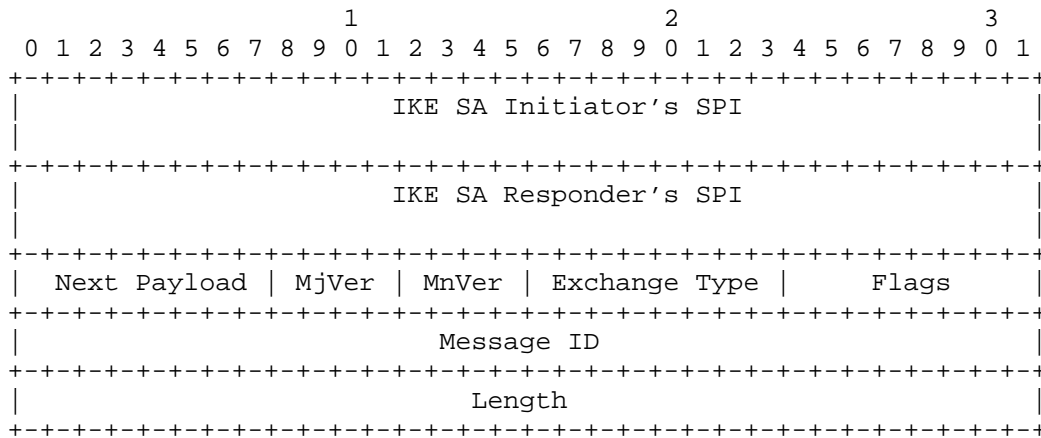 1                   2                   3
 0 1 2 3 4 5 6 7 8 9 0 1 2 3 4 5 6 7 8 9 0 1 2 3 4 5 6 7 8 9 0 1
+-+-+-+-+-+-+-+-+-+-+-+-+-+-+-+-+-+-+-+-+-+-+-+-+-+-+-+-+-+-+-+-+
|                       IKE SA Initiator's SPI                  |
|                                                               |
+-+-+-+-+-+-+-+-+-+-+-+-+-+-+-+-+-+-+-+-+-+-+-+-+-+-+-+-+-+-+-+-+
|                       IKE SA Responder's SPI                  |
|                                                               |
+-+-+-+-+-+-+-+-+-+-+-+-+-+-+-+-+-+-+-+-+-+-+-+-+-+-+-+-+-+-+-+-+
|  Next Payload | MjVer | MnVer | Exchange Type |     Flags     |
+-+-+-+-+-+-+-+-+-+-+-+-+-+-+-+-+-+-+-+-+-+-+-+-+-+-+-+-+-+-+-+-+
|                          Message ID                           |
+-+-+-+-+-+-+-+-+-+-+-+-+-+-+-+-+-+-+-+-+-+-+-+-+-+-+-+-+-+-+-+-+
|                            Length                             |
+-+-+-+-+-+-+-+-+-+-+-+-+-+-+-+-+-+-+-+-+-+-+-+-+-+-+-+-+-+-+-+-+